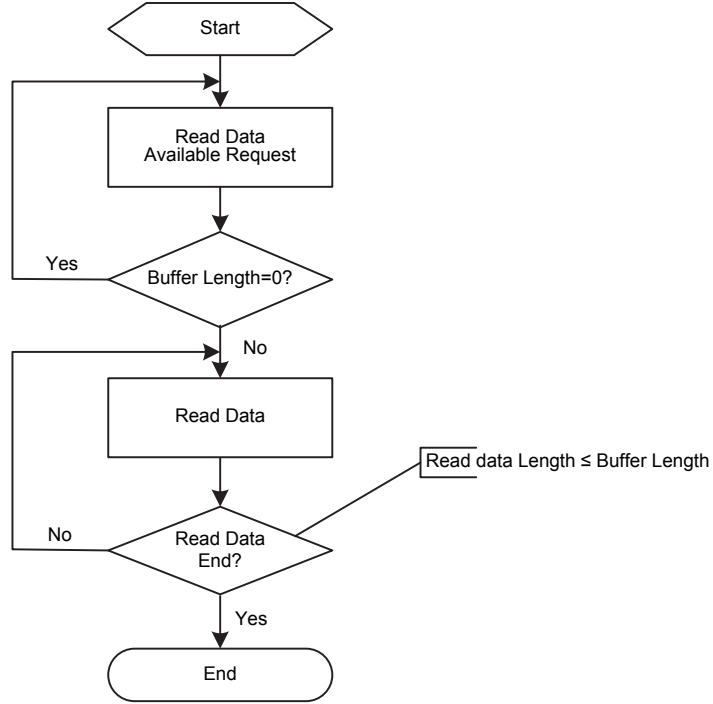 Start
Read Data
Available Request
Yes
Buffer Length=0?
No
Read Data
Read data Length ≤ Buffer Length
No
Read Data
End?
Yes
End